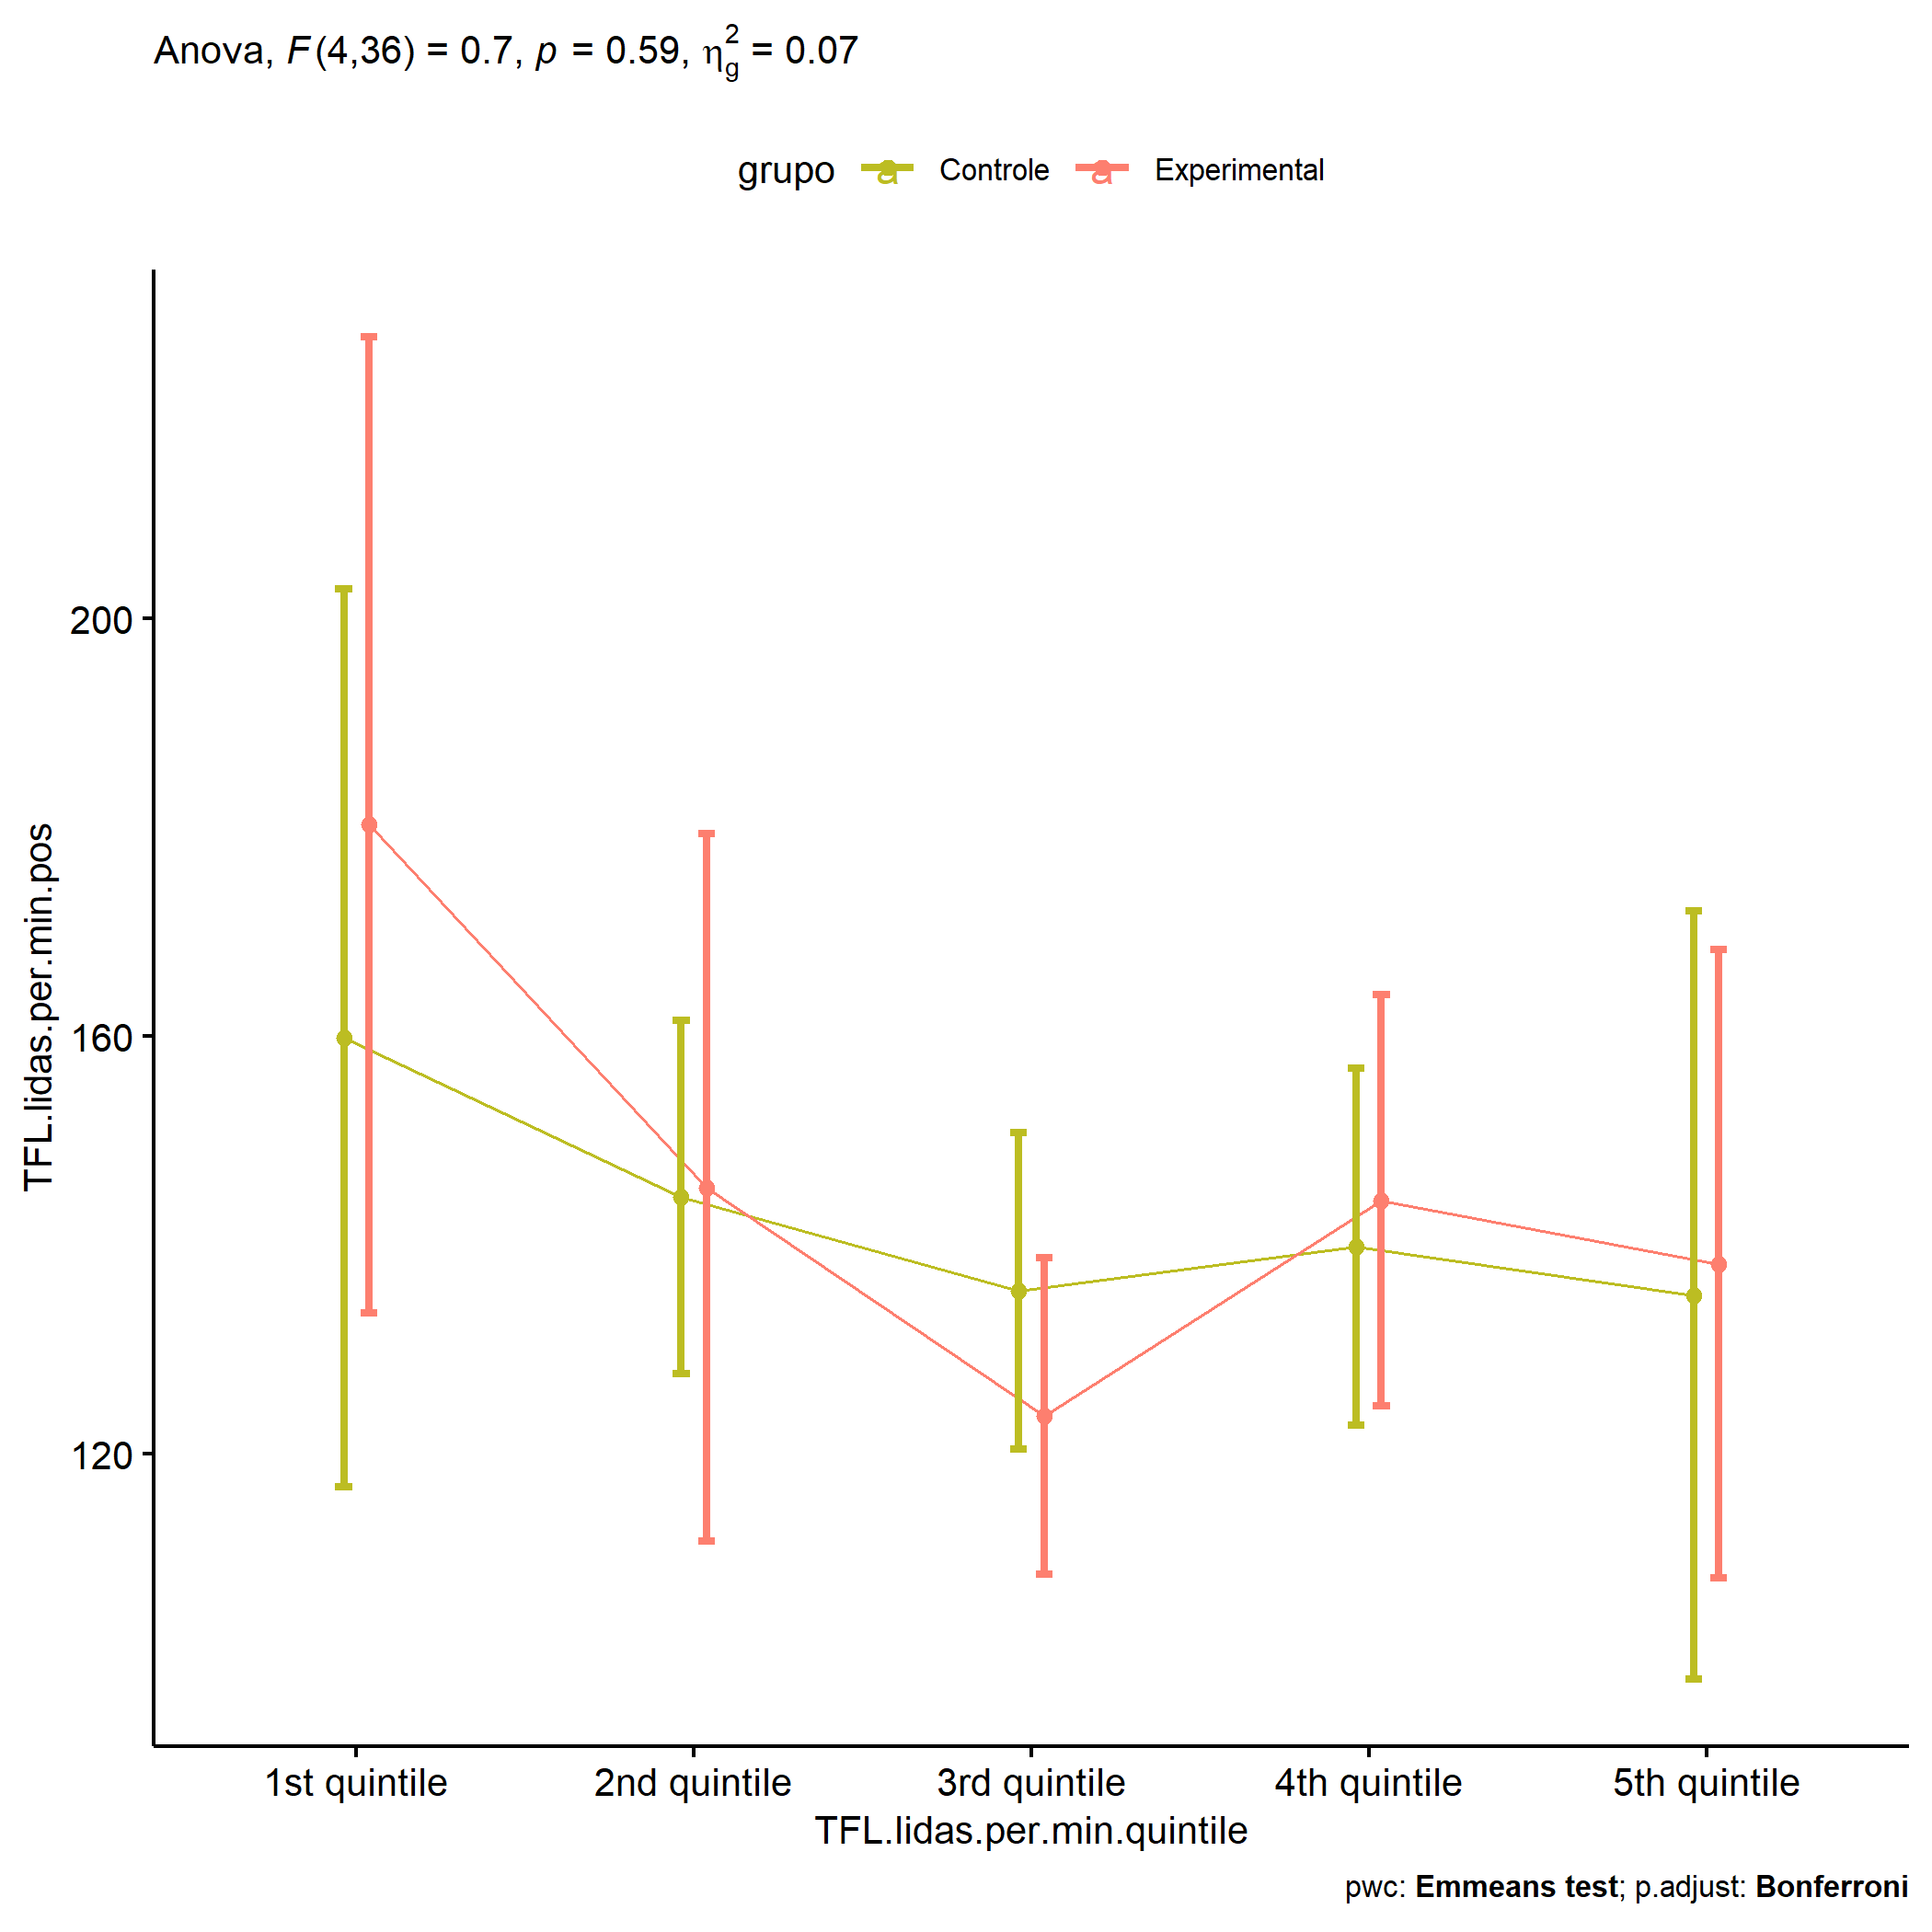 Anova, F(4,36) = 0.7, p = 0.59, η²g = 0.07
grupo a Controle a Experimental
TFL.lidas.per.min.pos
200
160
120
1st quintile 2nd quintile 3rd quintile 4th quintile 5th quintile
TFL.lidas.per.min.quintile
pwc: Emmeans test; p.adjust: Bonferroni